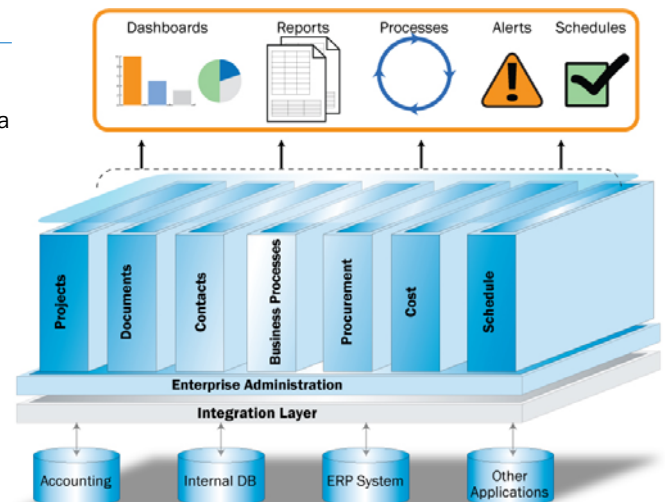 Dashboards
Reports
Processes
Alerts
Schedules
a
Projects
Documents
Contacts
Business Processes
Procurement
Cost
Schedule
Enterprise Administration
Integration Layer
Accounting
Internal DB
ERP System
Other
Applications